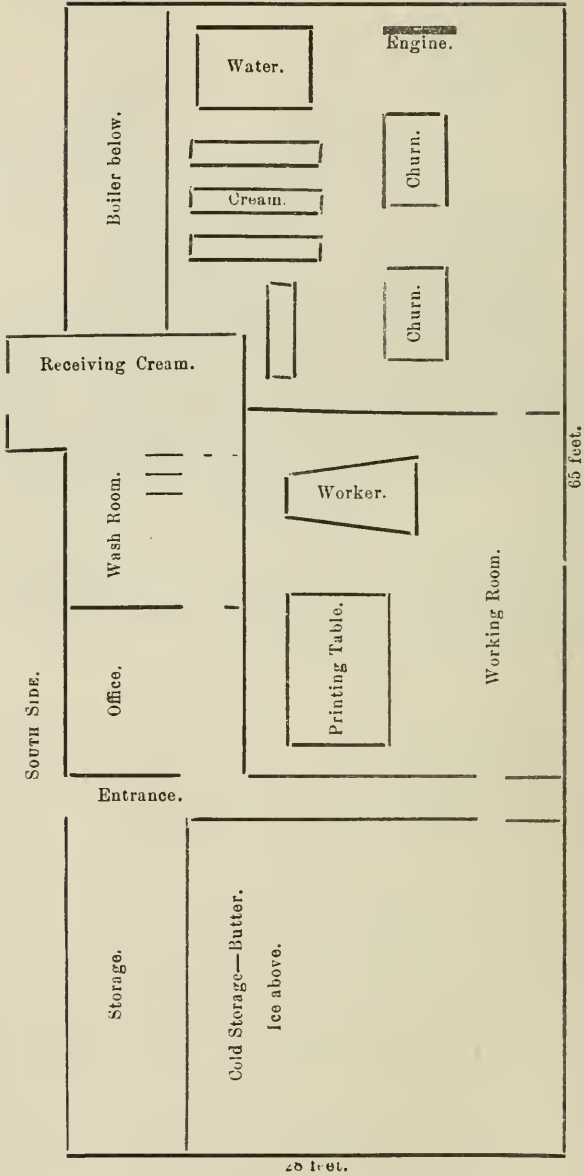 Water.
Engine.
Boiler below.
Churn.
Cream.
Churn.
Receiving Cream.
65 feet.
Wash Room.
Worker.
Working Room.
Office.
Printing Table.
SOUTH SIDE.
Entrance.
Storage.
Cold Storage—Butter.
Ice above.
28 feet.